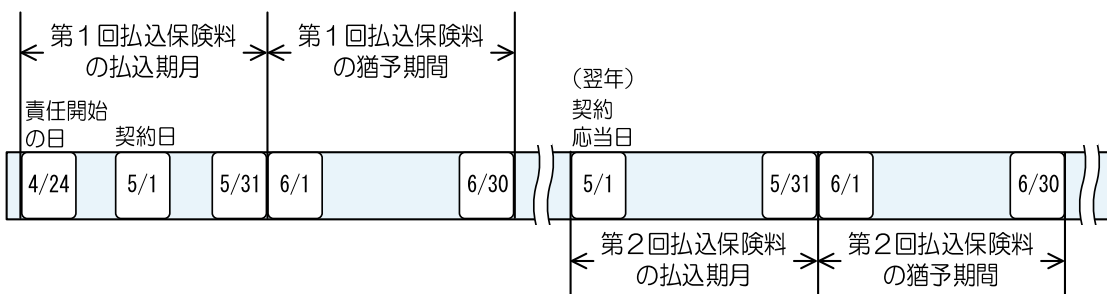 第1回払込保険料
の払込期月
第1回払込保険料
の猶予期間
責任開始
の日
契約日
(翌年)
契約
応当日
4/24
5/1
5/31
6/1
6/30
5/1
5/31
6/1
6/30
第2回払込保険料
の払込期月
第2回払込保険料
の猶予期間